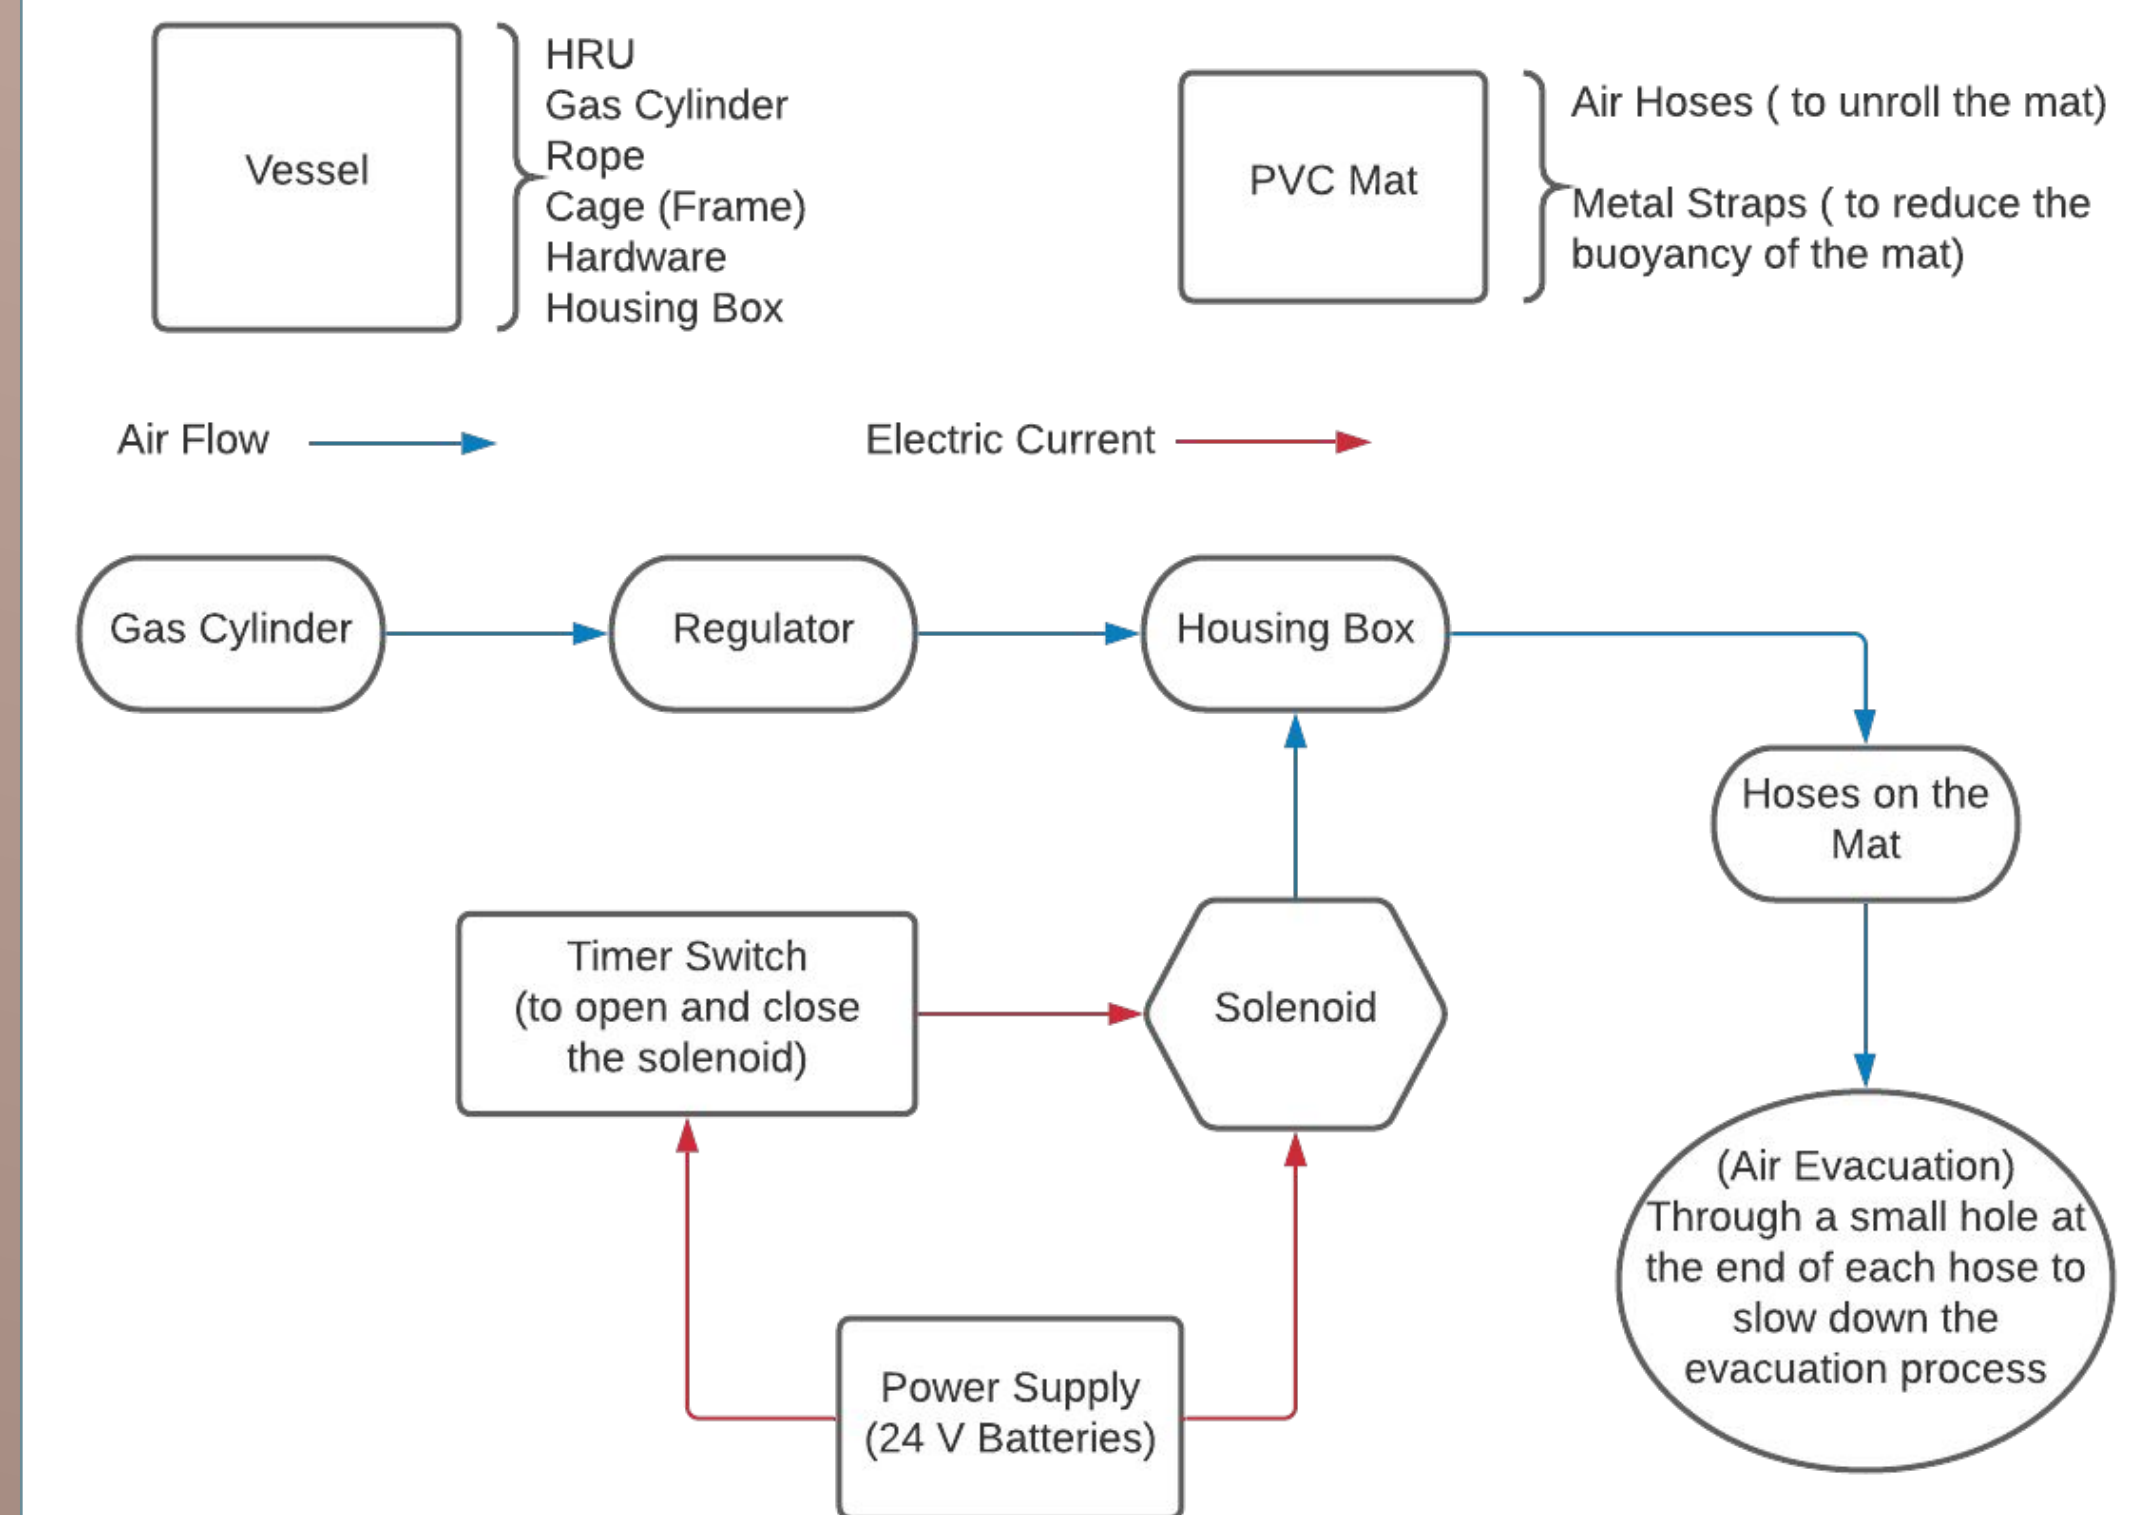 Vessel
HRU
Gas Cylinder
Rope
Cage (Frame)
Hardware
Housing Box
PVC Mat
Air Hoses ( to unroll the mat)
Metal Straps ( to reduce the
buoyancy of the mat)
Air Flow
Electric Current
Gas Cylinder
Regulator
Housing Box
Hoses on the
Mat
Timer Switch
(to open and close
the solenoid)
Solenoid
(Air Evacuation)
Through a small hole at
the end of each hose to
slow down the
evacuation process
Power Supply
(24 V Batteries)